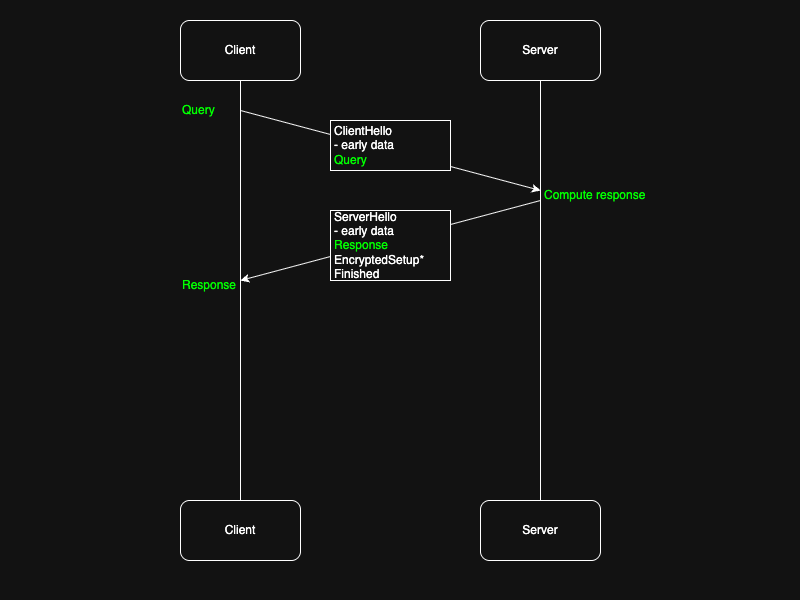 Client
Server
Query
ClientHello
- early data
Query
Compute response
ServerHello
- early data
Response
EncryptedSetup*
Finished
Response
Client
Server